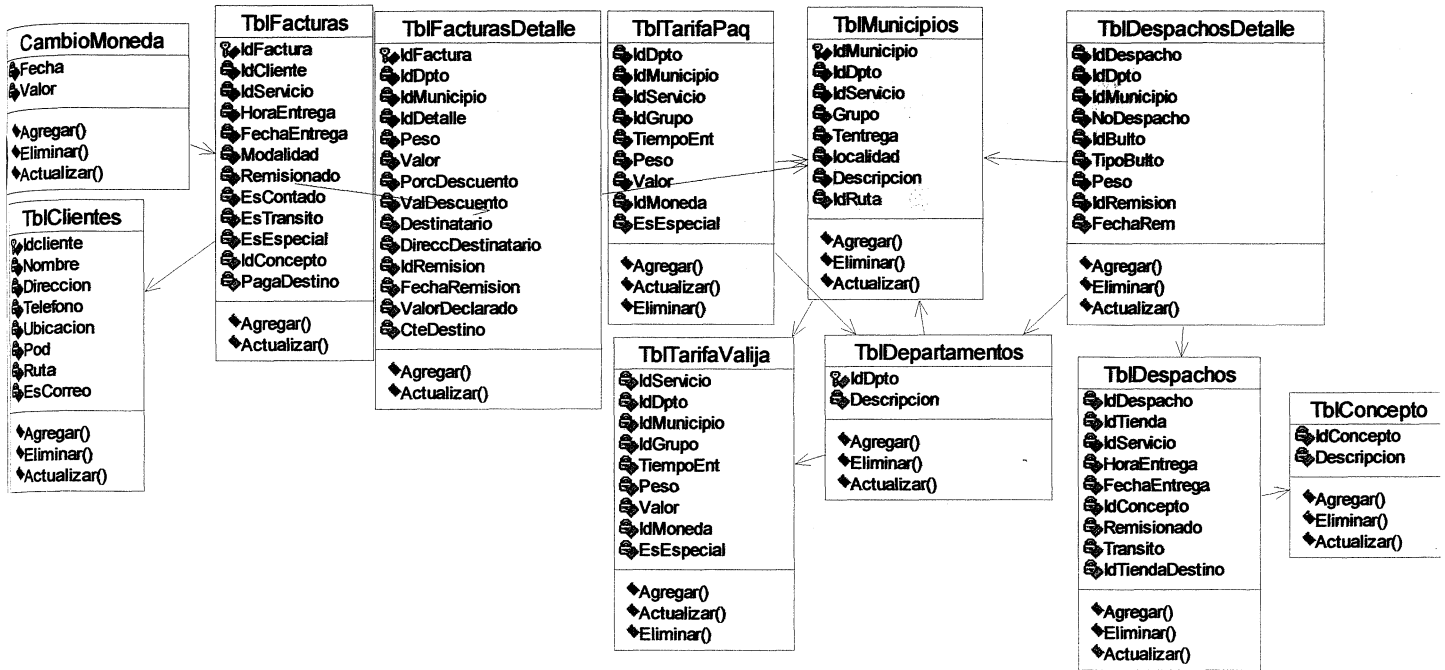 CambioMoneda
Fecha
Valor
Agregar()
Eliminar()
Actualizar()
TblClientes
Idcliente
Nombre
Direccion
Telefono
Ubicacion
Pod
Ruta
EsCorreo
Agregar()
Eliminar()
Actualizar()
TblFacturas
IdFactura
IdCliente
IdServicio
HoraEntrega
FechaEntrega
Modalidad
Remisionado
EsContado
EsTransito
EsEspecial
IdConcepto
PagaDestino
Agregar()
Actualizar()
TblFacturasDetalle
IdFactura
IdDpto
IdMunicipio
IdDetalle
Peso
Valor
PorcDescuento
ValDescuento
Destinatario
DireccDestinatario
IdRemision
FechaRemision
ValorDeclarado
CteDestino
Agregar()
Actualizar()
TblTarifaPaq
IdDpto
IdMunicipio
IdServicio
IdGrupo
TiempoEnt
Peso
Valor
IdMoneda
EsEspecial
Agregar()
Actualizar()
Eliminar()
TblTarifaValija
IdServicio
IdDpto
IdMunicipio
IdGrupo
TiempoEnt
Peso
Valor
IdMoneda
EsEspecial
Agregar()
Actualizar()
Eliminar()
TblMunicipios
IdMunicipio
IdDpto
IdServicio
Grupo
Tentrega
localidad
Descripcion
IdRuta
Agregar()
Eliminar()
Actualizar()
TblDepartamentos
IdDpto
Descripcion
Agregar()
Eliminar()
Actualizar()
TblDespachosDetalle
IdDespacho
IdDpto
IdMunicipio
NoDespacho
IdBulto
TipoBulto
Peso
IdRemision
FechaRem
Agregar()
Eliminar()
Actualizar()
TblDespachos
IdDespacho
IdTienda
IdServicio
HoraEntrega
FechaEntrega
IdConcepto
Remisionado
Transito
IdTiendaDestino
Agregar()
Eliminar()
Actualizar()
TblConcepto
IdConcepto
Descripcion
Agregar()
Eliminar()
Actualizar()